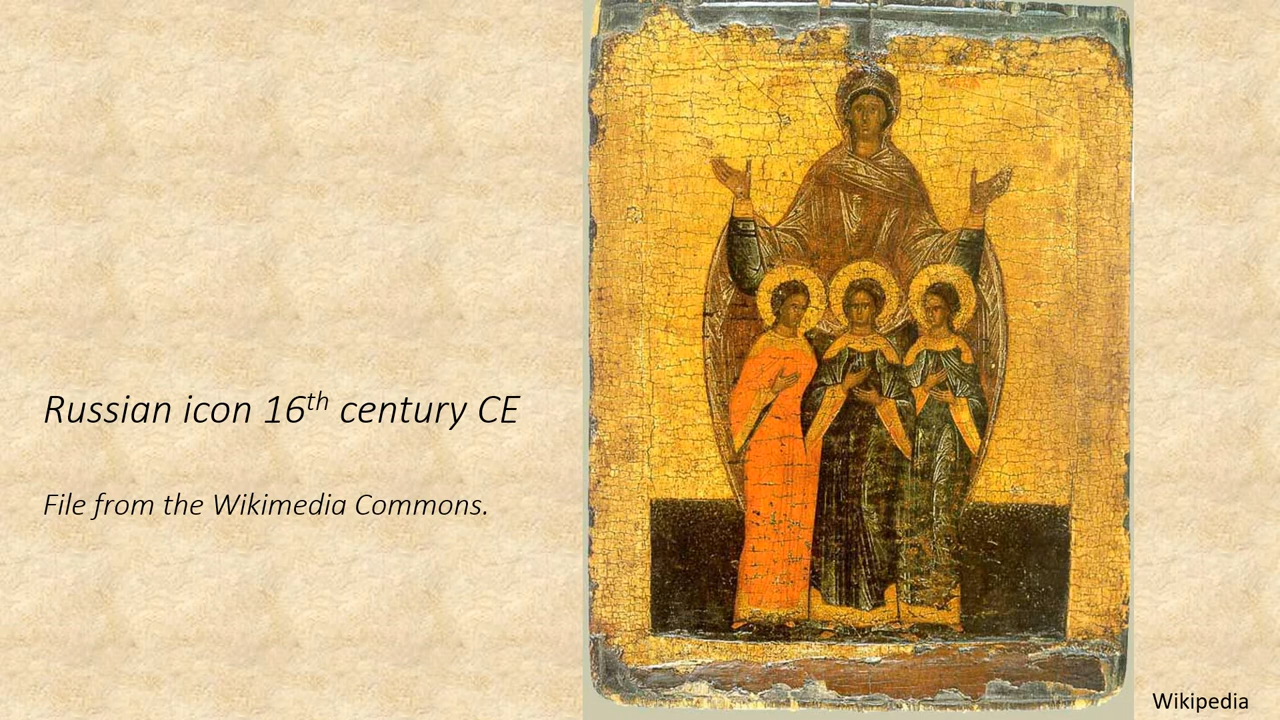 Russian icon 16th century CE
File from the Wikimedia Commons.
Wikipedia